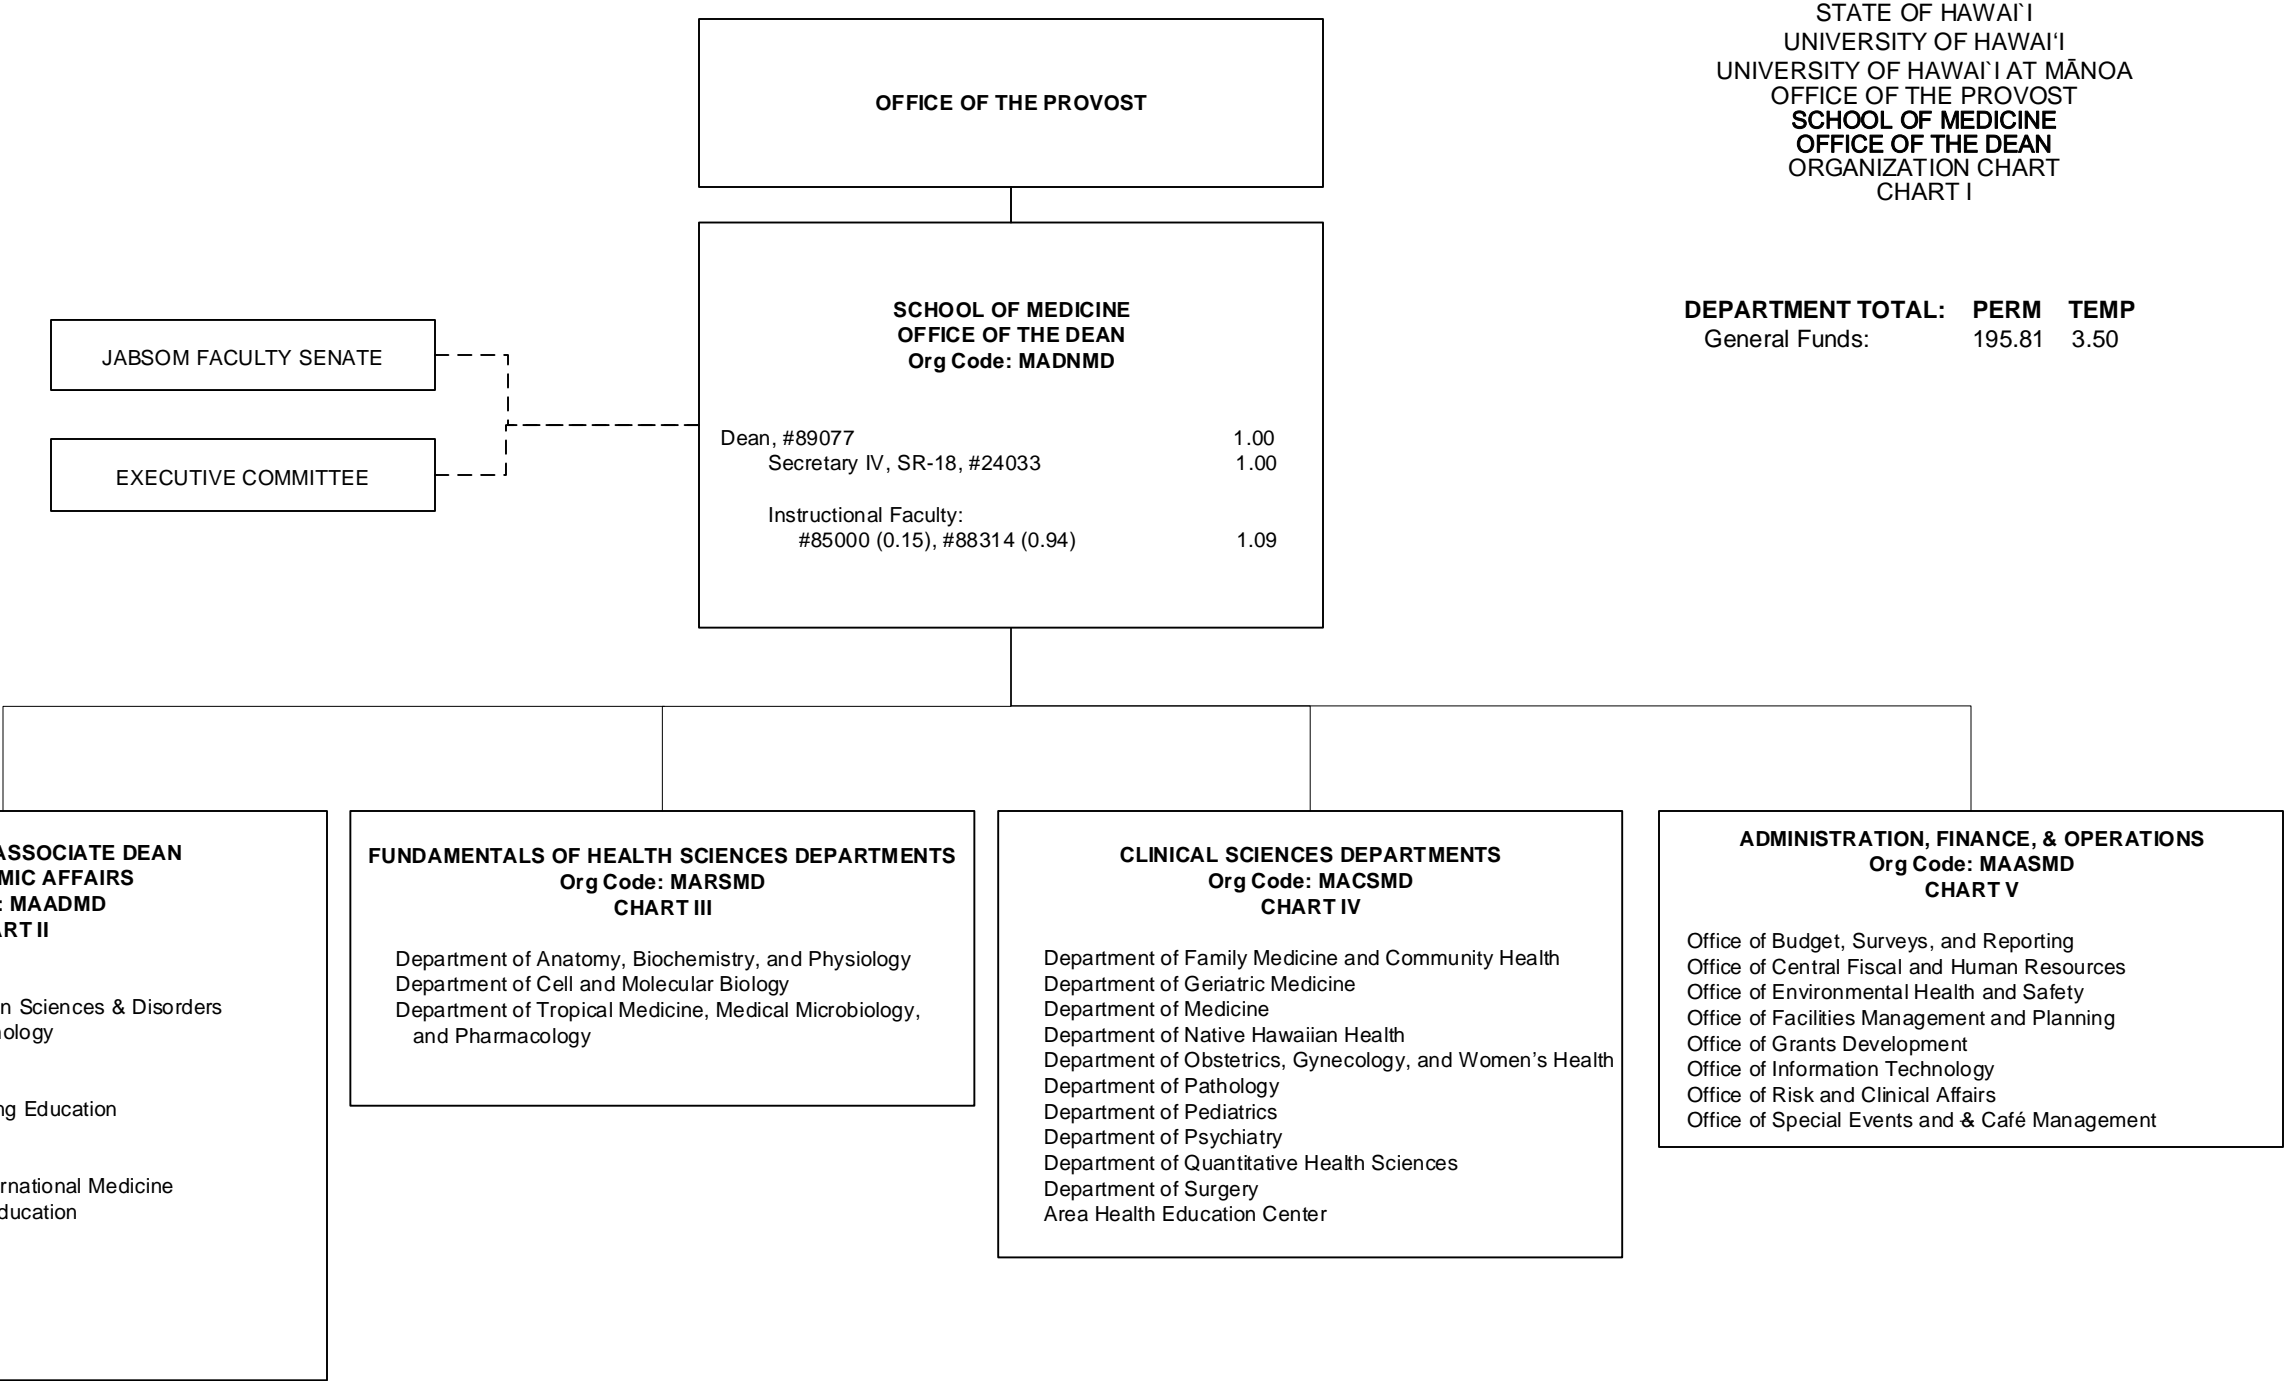 OFFICE OF THE PROVOST
STATE OF HAWAI`I
UNIVERSITY OF HAWAI‘I
UNIVERSITY OF HAWAI`I AT MĀNOA
OFFICE OF THE PROVOST
SCHOOL OF MEDICINE
OFFICE OF THE DEAN
ORGANIZATION CHART
CHART I
DEPARTMENT TOTAL: PERM TEMP
General Funds: 195.81 3.50
JABSOM FACULTY SENATE
EXECUTIVE COMMITTEE
SCHOOL OF MEDICINE
OFFICE OF THE DEAN
Org Code: MADNMD
Dean, #89077 1.00
Secretary IV, SR-18, #24033 1.00
Instructional Faculty:
#85000 (0.15), #88314 (0.94) 1.09
ASSOCIATE DEAN
MIC AFFAIRS
: MAADMD
ART II
n Sciences & Disorders
nology
ng Education
rnational Medicine
ducation
FUNDAMENTALS OF HEALTH SCIENCES DEPARTMENTS
Org Code: MARSMD
CHART III
Department of Anatomy, Biochemistry, and Physiology
Department of Cell and Molecular Biology
Department of Tropical Medicine, Medical Microbiology,
and Pharmacology
CLINICAL SCIENCES DEPARTMENTS
Org Code: MACSMD
CHART IV
Department of Family Medicine and Community Health
Department of Geriatric Medicine
Department of Medicine
Department of Native Hawaiian Health
Department of Obstetrics, Gynecology, and Women’s Health
Department of Pathology
Department of Pediatrics
Department of Psychiatry
Department of Quantitative Health Sciences
Department of Surgery
Area Health Education Center
ADMINISTRATION, FINANCE, & OPERATIONS
Org Code: MAASMD
CHART V
Office of Budget, Surveys, and Reporting
Office of Central Fiscal and Human Resources
Office of Environmental Health and Safety
Office of Facilities Management and Planning
Office of Grants Development
Office of Information Technology
Office of Risk and Clinical Affairs
Office of Special Events and & Café Management